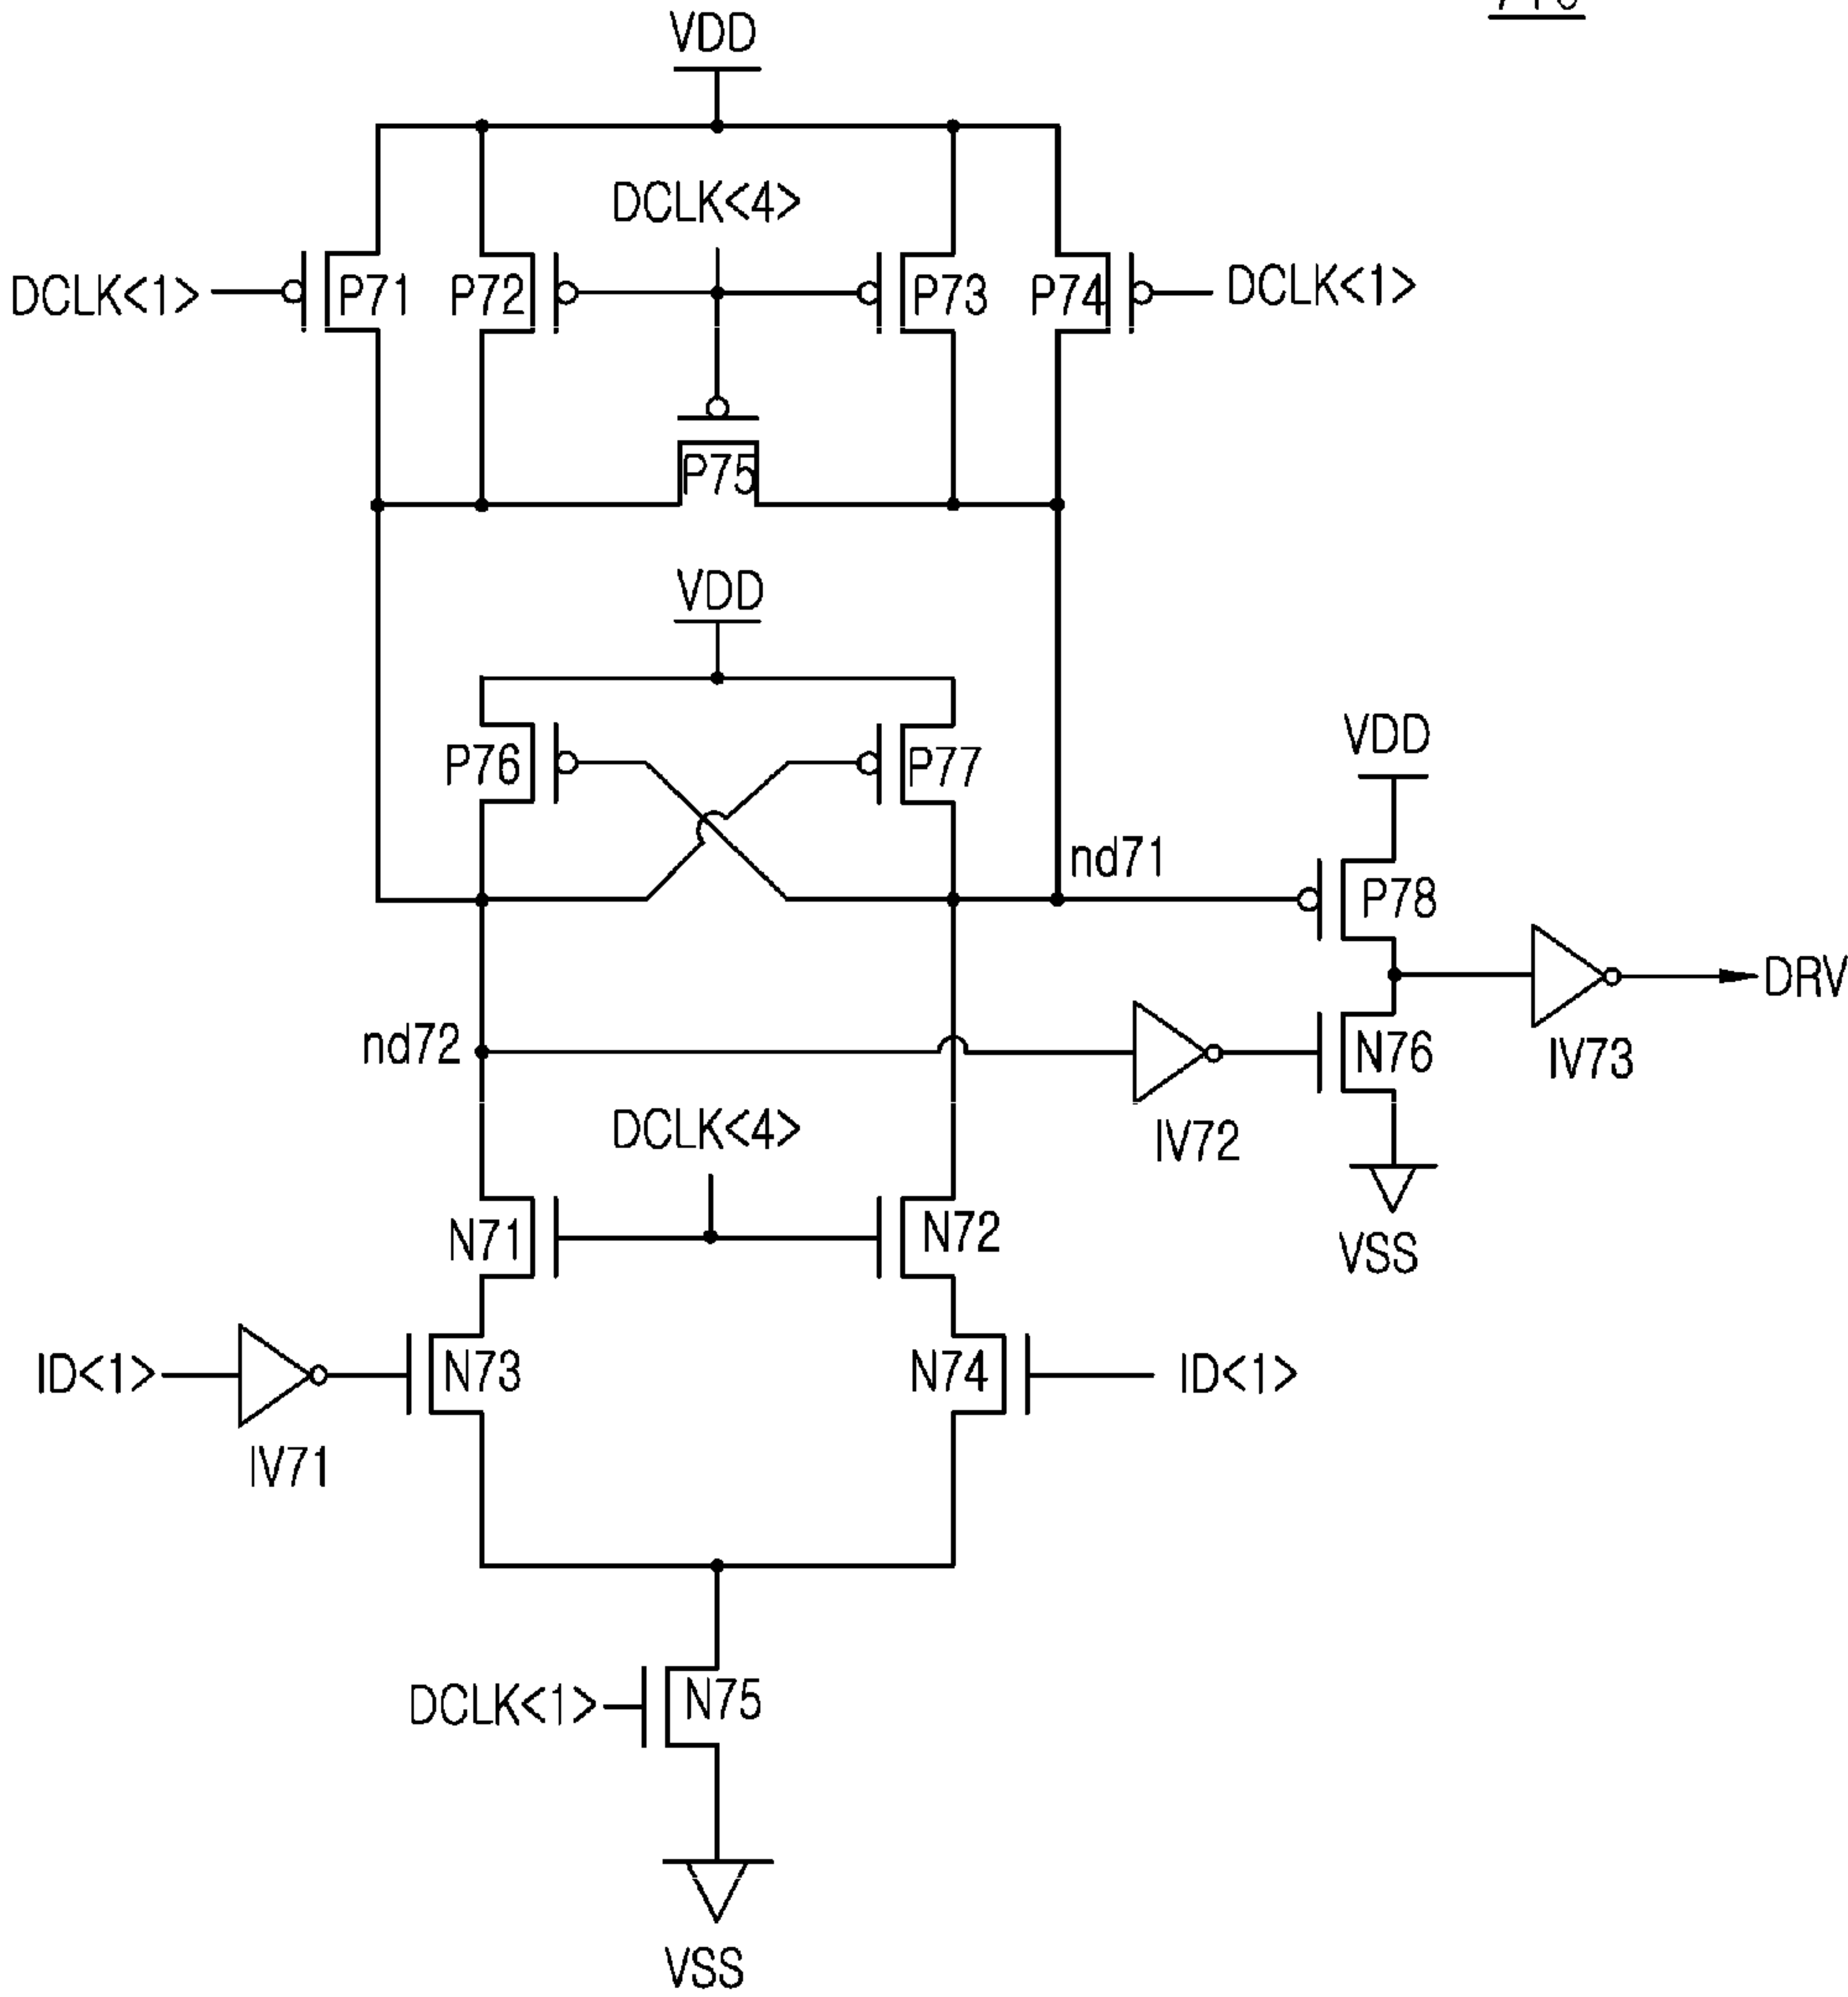 VDD
DCLK<4>
DCLK<1>
P71
P72
P73
P74
DCLK<1>
P75
VDD
P76
P77
VDD
nd71
P78
DRV
nd72
N76
IV73
IV72
DCLK<4>
N71
N72
VSS
ID<1>
N73
N74
ID<1>
IV71
DCLK<1>
N75
VSS